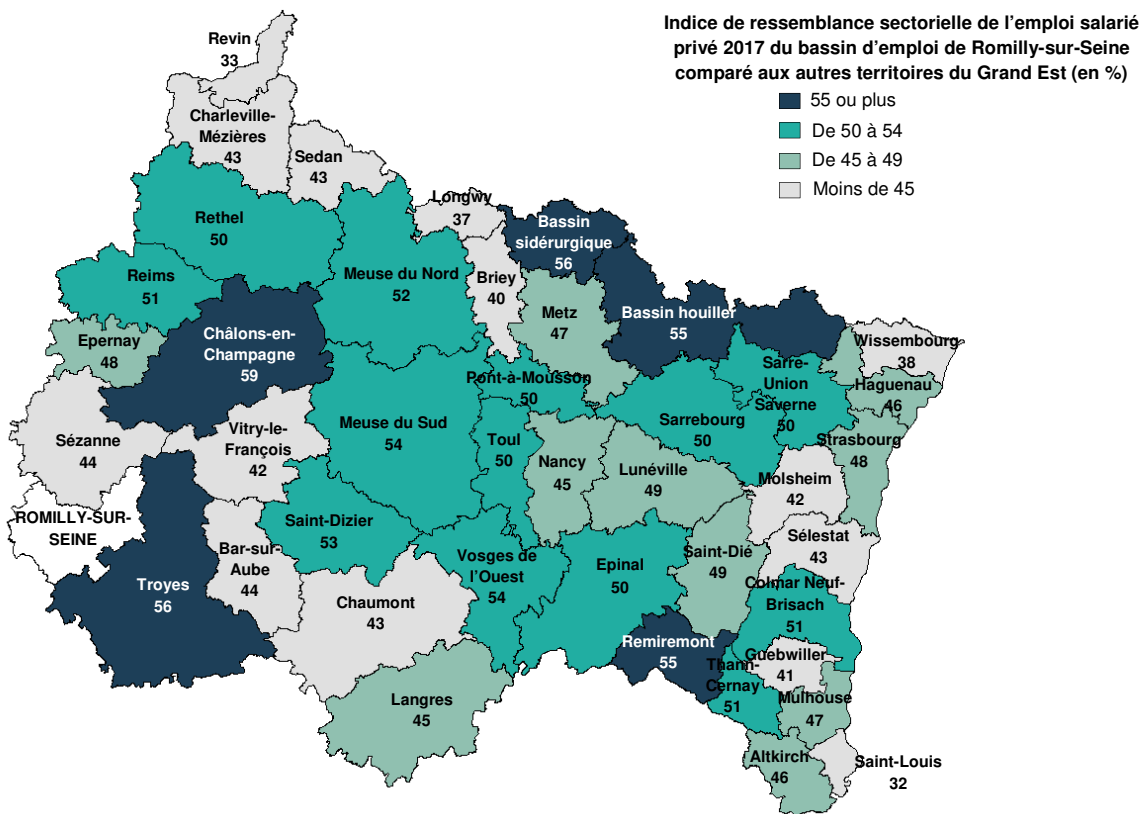 Indice de ressemblance sectorielle de l'emploi salarié
privé 2017 du bassin d'emploi de Romilly-sur-Seine
comparé aux autres territoires du Grand Est (en %)
55 ou plus
De 50 à 54
De 45 à 49
Moins de 45
Revin
33
Charleville-
Mézières
43
Sedan
43
Longwy
37
Bassin
sidérurgique
56
Rethel
50
Reims
51
Meuse du Nord
52
Briey
40
Metz
47
Bassin houiller
55
Châlons-en-
Champagne
59
Epernay
48
Wissembourg
38
Haguenau
46
Sarre-
Union
Saverne
50
Pont-à-Mousson
50
Sarrebourg
50
Strasbourg
48
Sézanne
44
Vitry-le-
François
42
Meuse du Sud
54
Toul
50
Nancy
45
Lunéville
49
Molsheim
42
ROMILLY-SUR-
SEINE
Saint-Dizier
53
Sélestat
43
Troyes
56
Bar-sur-
Aube
44
Vosges de
l'Ouest
54
Epinal
50
Saint-Dié
49
Colmar Neuf-
Brisach
51
Chaumont
43
Remiremont
55
Guebwiller
41
Thann-
Cernay
51
Langres
45
Mulhouse
47
Altkirch
46
Saint-Louis
32